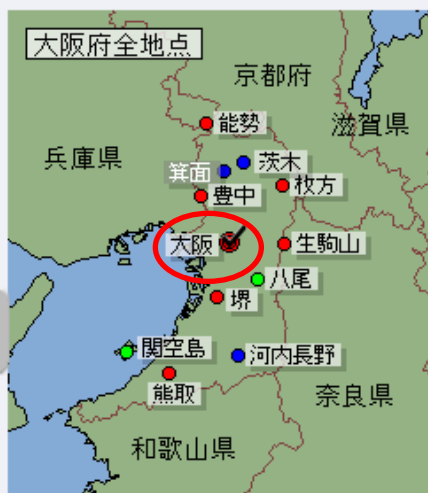 大阪府全地点
京都府
滋賀県
兵庫県
能勢
茨木
箕面
枚方
豊中
大阪
生駒山
八尾
堺
関空島
河内長野
熊取
奈良県
和歌山県